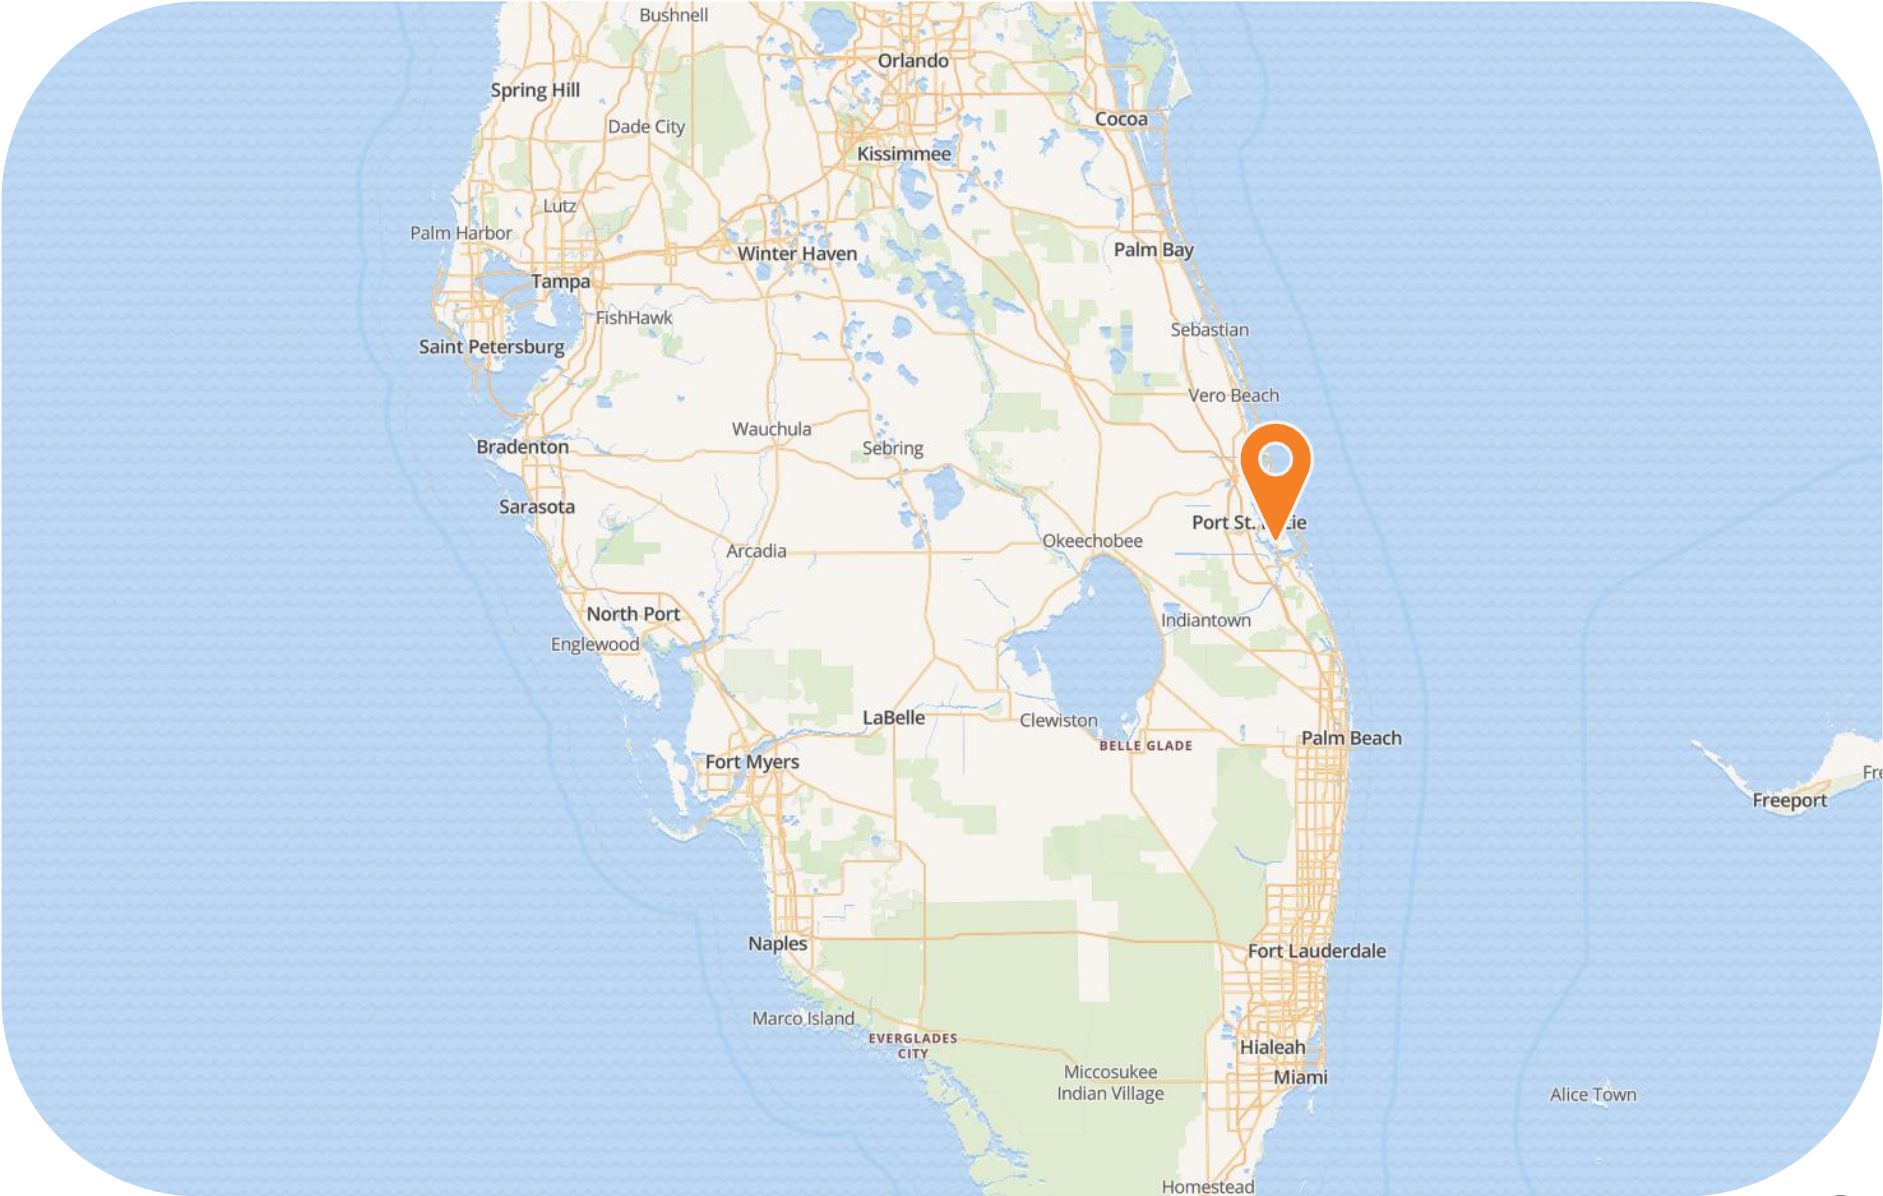 Bushnell
Orlando
Spring Hill
Cocoa
Dade City
Kissimmee
Lutz
Palm Harbor
Winter Haven
Palm Bay
Tampa
FishHawk
Sebastian
Saint Petersburg
Vero Beach
Wauchula
Bradenton
Sebring
Sarasota
Port St.
Okeechobee
Arcadia
North Port
Indiantown
Englewood
LaBelle
Clewiston
Palm Beach
BELLE GLADE
Fort Myers
Freeport
Naples
Fort Lauderdale
Marco Island
EVERGLADES
CITY
Hialeah
Miccosukee
Indian Village
Miami
Alice Town
Homestead